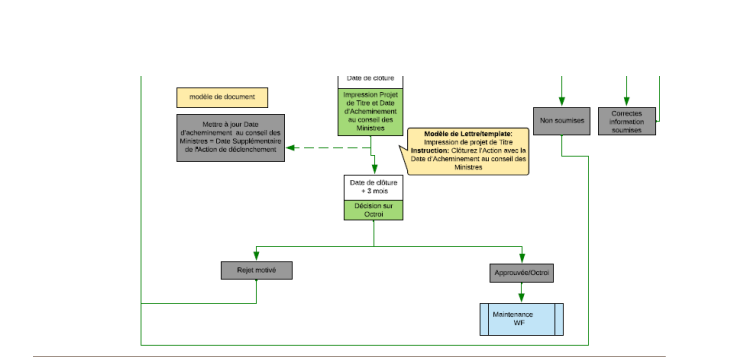 Date de clôture
modèle de document
Impression Projet
de Titre et Date
d'Acheminement
au conseil des
Ministres
Mettre à jour Date
d'acheminement au conseil des
Ministres = Date Supplémentaire
de l'Action de déclenchement
Non soumises
Correctes
information
soumises
Modèle de Lettre/template:
Impression de projet de Titre
Instruction: Clôturez l'Action avec la
Date d'Acheminement au conseil des
Ministres
Date de clôture
+ 3 mois
Décision sur
Octroi
Rejet motivé
Approuvée/Octroi
Maintenance
WF